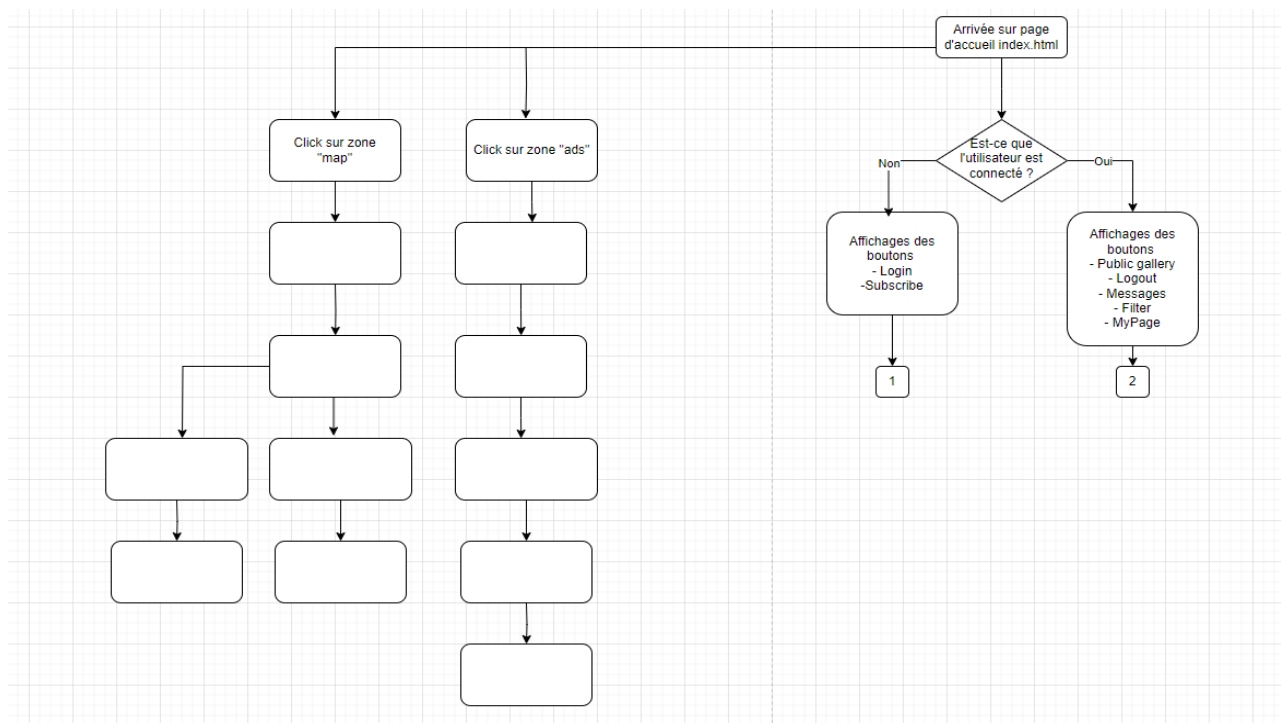 Arrivée sur page
d'accueil index.html
Click sur zone
"map"
Click sur zone "ads"
Est-ce que
l'utilisateur est
connecté ?
Non
Oui
Affichages des
boutons
- Login
-Subscribe
Affichages des
boutons
- Public gallery
- Logout
- Messages
- Filter
- MyPage
1
2